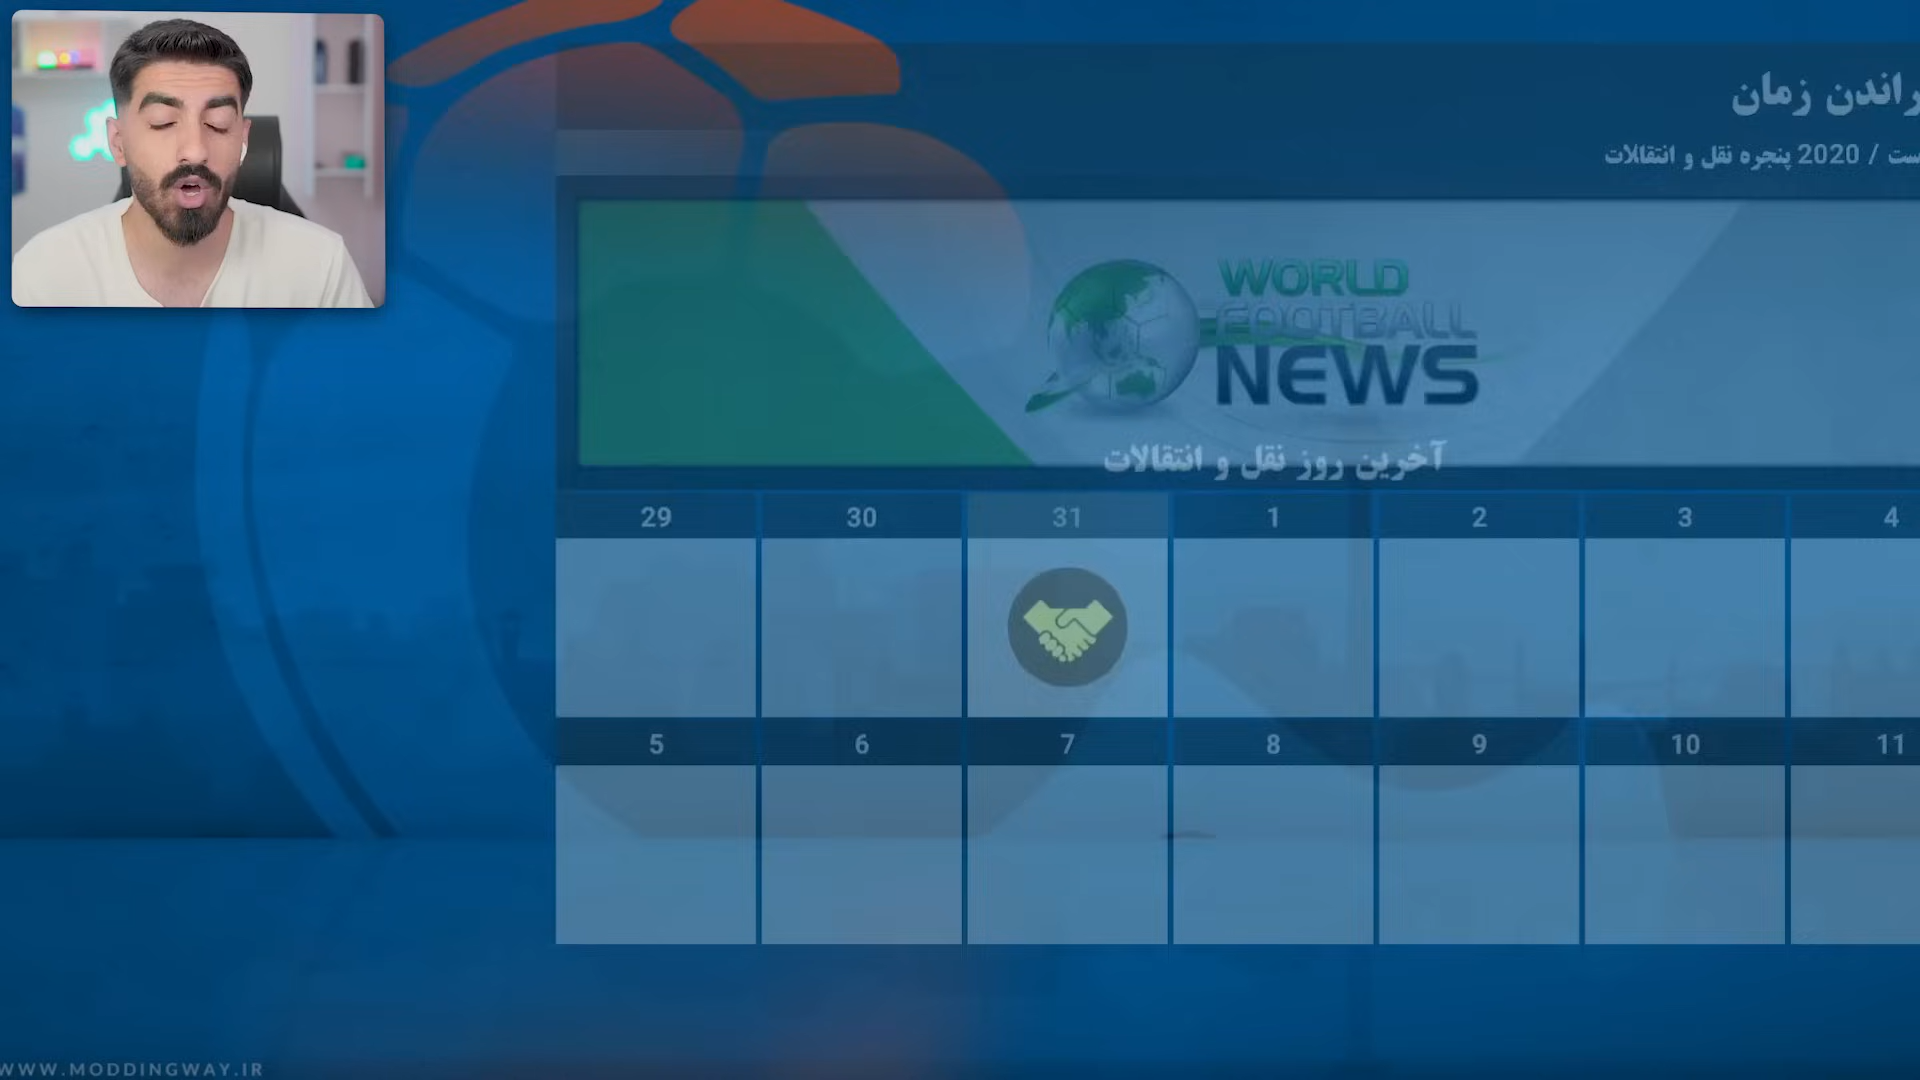 راندن زمان
ست / 2020 پنجره نقل و انتقالات
WORLD
FOOTBALL
NEWS
آخرین روز نقل و انتقالات
29 30 31 1 2 3 4
5 6 7 8 9 10 11
WWW.MODDINGWAY.IR